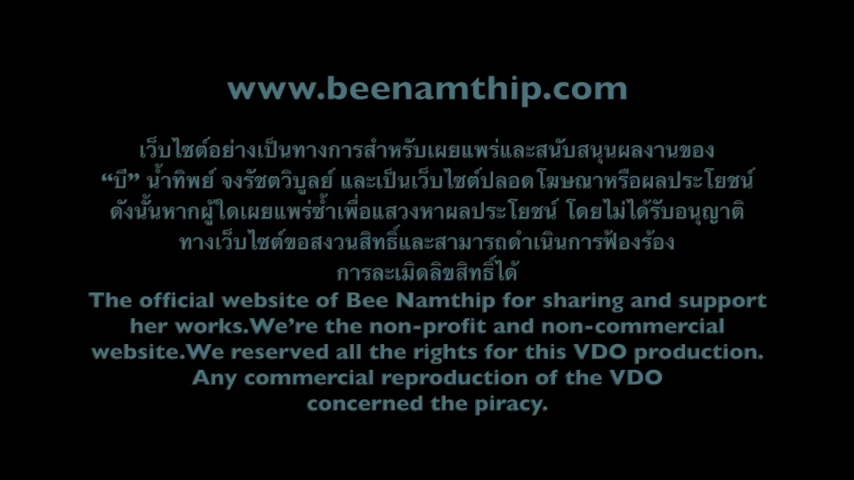 www.beenamthip.com
เว็บไซต์อย่างเป็นทางการสำหรับเผยแพร่และสนับสนุนผลงานของ
“บี” น้ำทิพย์ จงรัชตวิบูลย์ และเป็นเว็บไซต์ปลอดโฆษณาหรือผลประโยชน์
ดังนั้นหากผู้ใดเผยแพร่ซ้ำเพื่อแสวงหาผลประโยชน์ โดยไม่ได้รับอนุญาติ
ทางเว็บไซต์ขอสงวนสิทธิ์และสามารถดำเนินการฟ้องร้อง
การละเมิดลิขสิทธิ์ได้
The official website of Bee Namthip for sharing and support
her works.We’re the non-profit and non-commercial
website.We reserved all the rights for this VDO production.
Any commercial reproduction of the VDO
concerned the piracy.